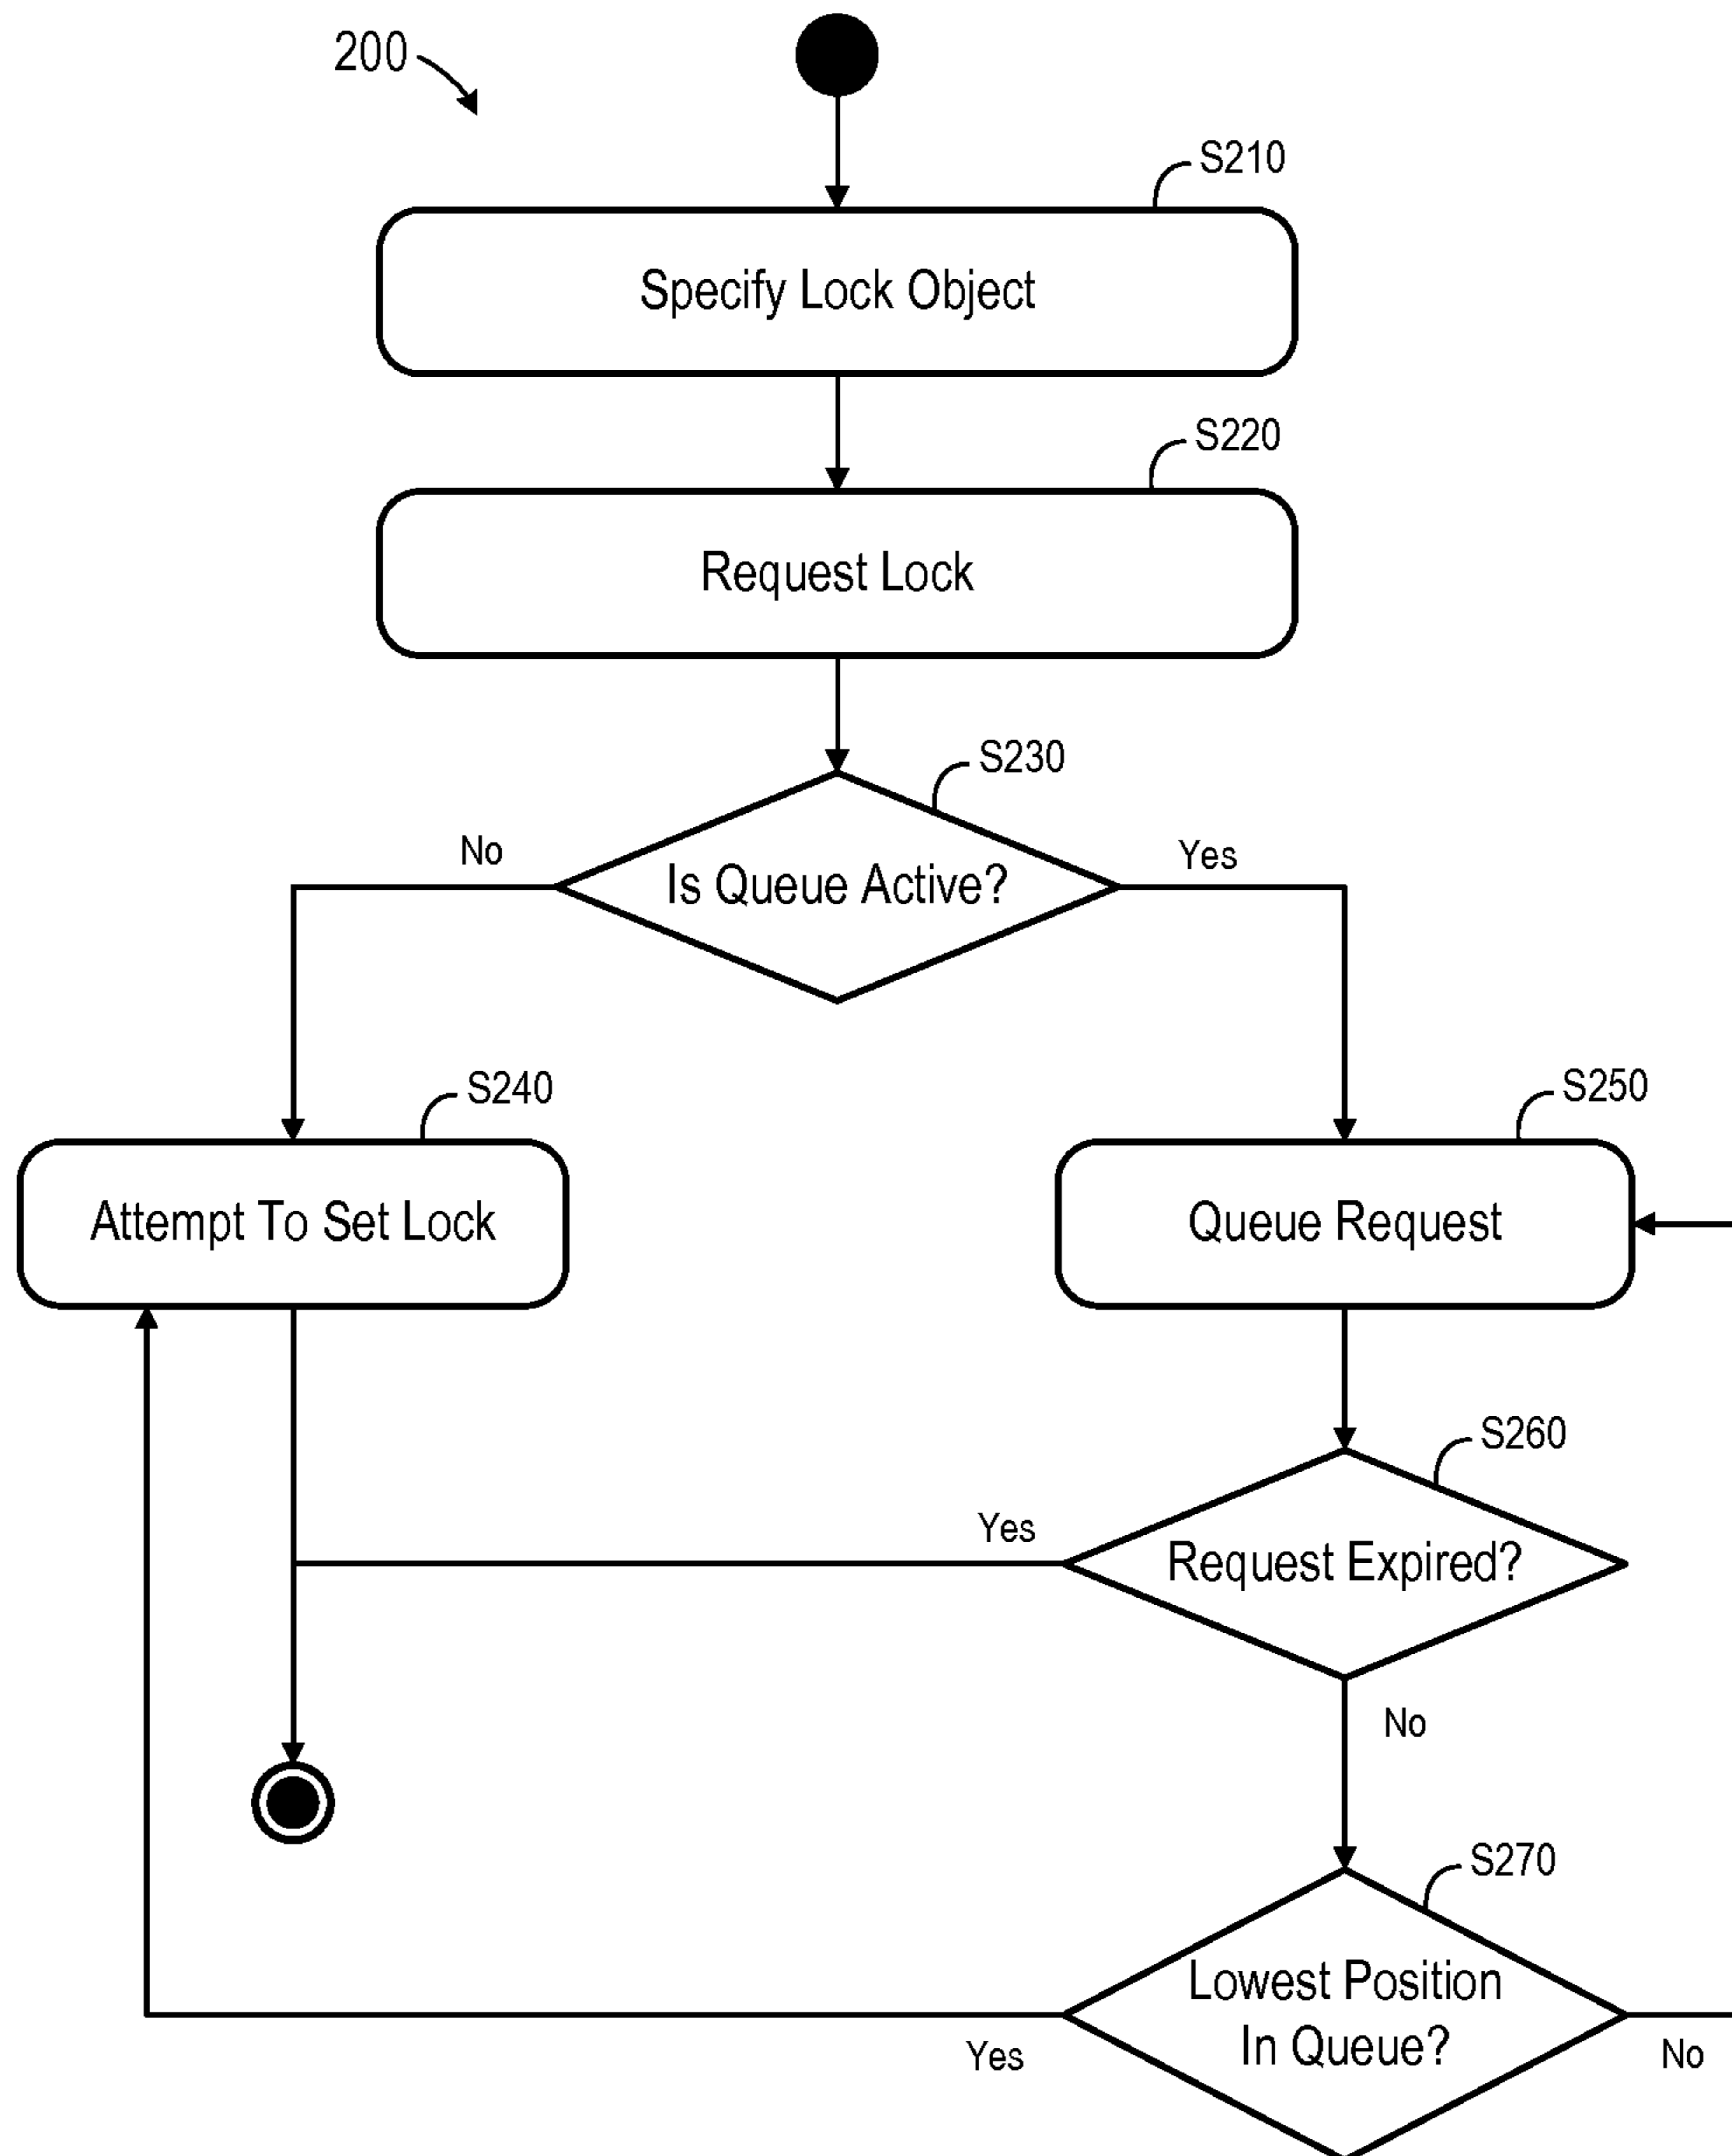 200
S210
Specify Lock Object
S220
Request Lock
S230
No
Is Queue Active?
Yes
S240
S250
Attempt To Set Lock
Queue Request
S260
Yes
Request Expired?
No
S270
Lowest Position
In Queue?
Yes
No